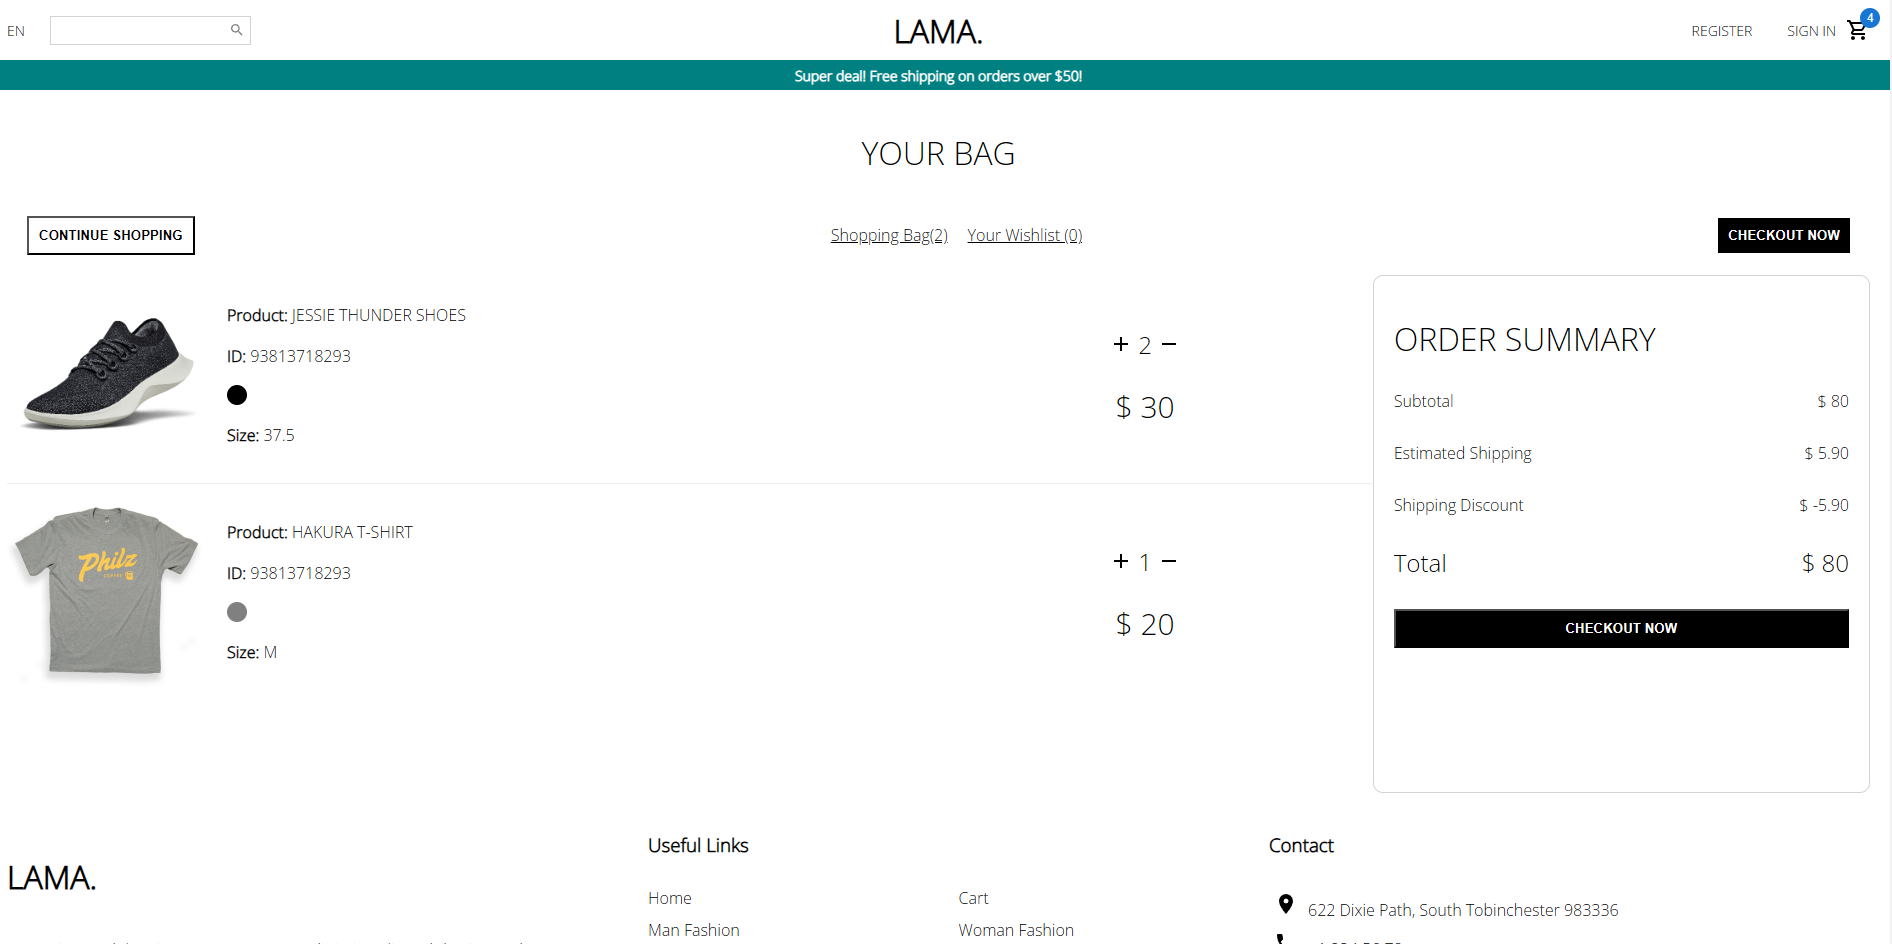 EN
LAMA.
REGISTER SIGN IN 4
Super deal! Free shipping on orders over $50!
YOUR BAG
CONTINUE SHOPPING
Shopping Bag(2) Your Wishlist (0)
CHECKOUT NOW
Product: JESSIE THUNDER SHOES
ID: 93813718293
Size: 37.5
+ 2 −
$ 30
Philz
COFFEE
Product: HAKURA T-SHIRT
ID: 93813718293
Size: M
+ 1 −
$ 20
ORDER SUMMARY
Subtotal $ 80
Estimated Shipping $ 5.90
Shipping Discount $ -5.90
Total $ 80
CHECKOUT NOW
LAMA.
Useful Links
Home Cart
Man Fashion Woman Fashion
Contact
622 Dixie Path, South Tobinchester 983336